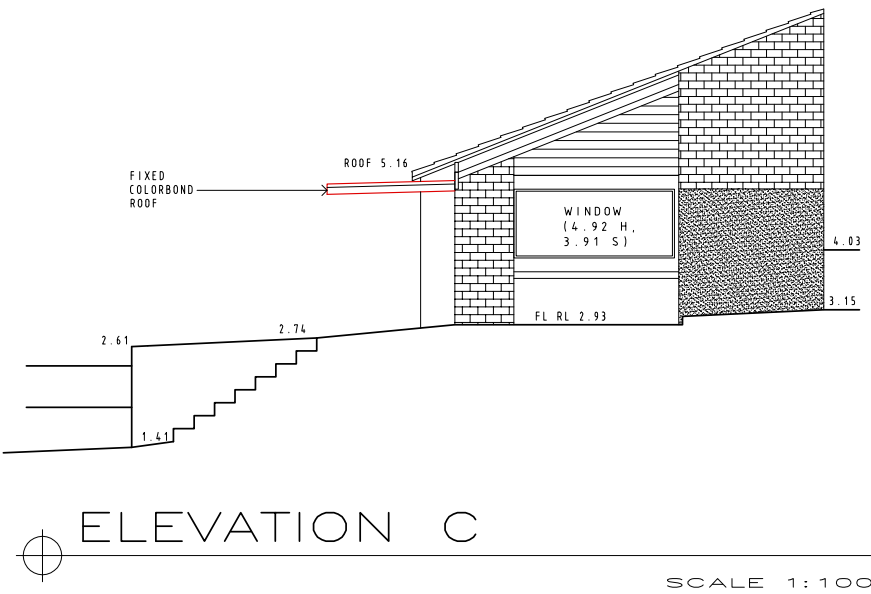 ROOF 5.16
FIXED
COLORBOND
ROOF
WINDOW
(4.92 H,
3.91 S)
4.03
3.15
FL RL 2.93
2.74
2.61
1.41
ELEVATION C
SCALE 1:100